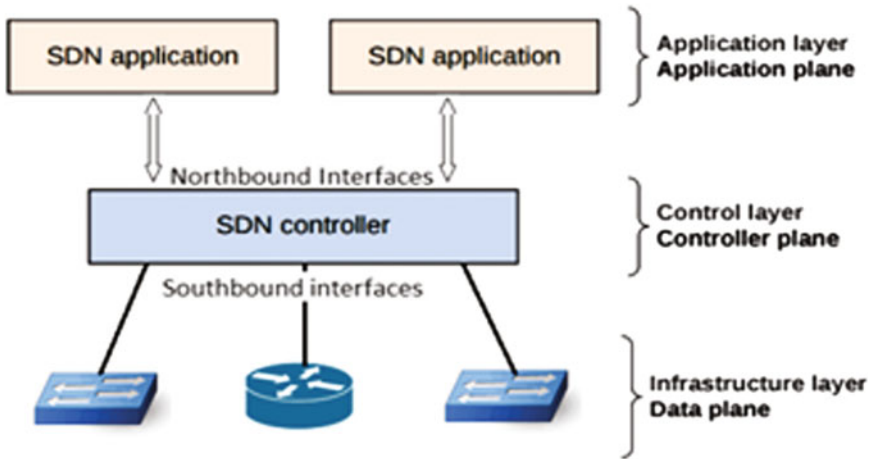 SDN application
SDN application
Application layer
Application plane
Northbound Interfaces
SDN controller
Control layer
Controller plane
Southbound interfaces
Infrastructure layer
Data plane